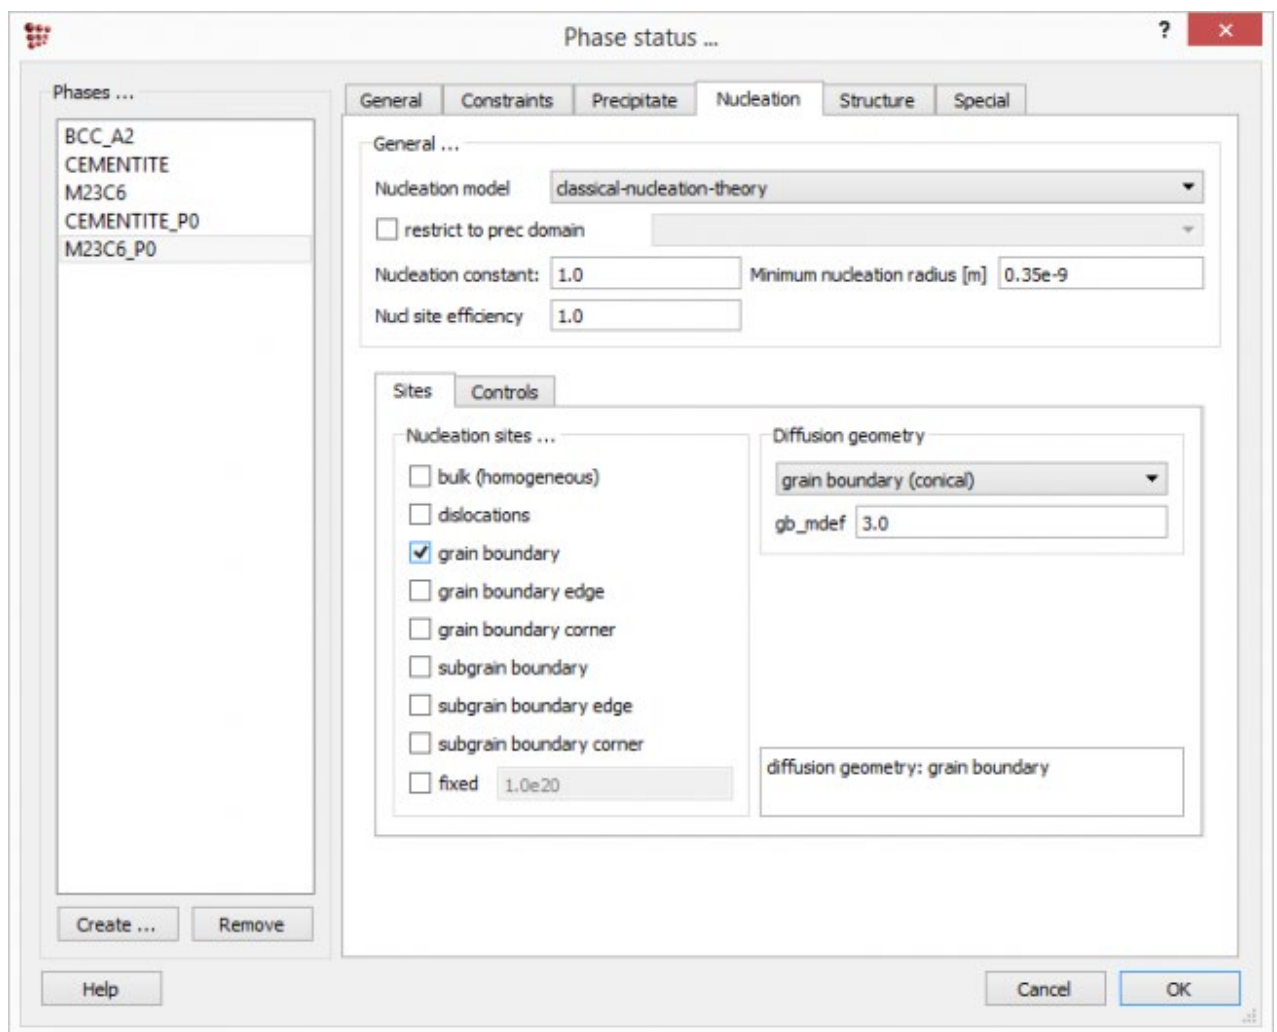 Phase status ...
?
Phases ...
BCC_A2
CEMENTITE
M23C6
CEMENTITE_P0
M23C6_P0
Create ...
Remove
General
Constraints
Precipitate
Nucleation
Structure
Special
General ...
Nucleation model
classical-nucleation-theory
restrict to prec domain
Nucleation constant:
1.0
Minimum nucleation radius [m]
0.35e-9
Nucl site efficiency
1.0
Sites
Controls
Nucleation sites ...
bulk (homogeneous)
dislocations
grain boundary
grain boundary edge
grain boundary corner
subgrain boundary
subgrain boundary edge
subgrain boundary corner
fixed
1.0e20
Diffusion geometry
grain boundary (conical)
gb_mdef
3.0
diffusion geometry: grain boundary
Help
Cancel
OK